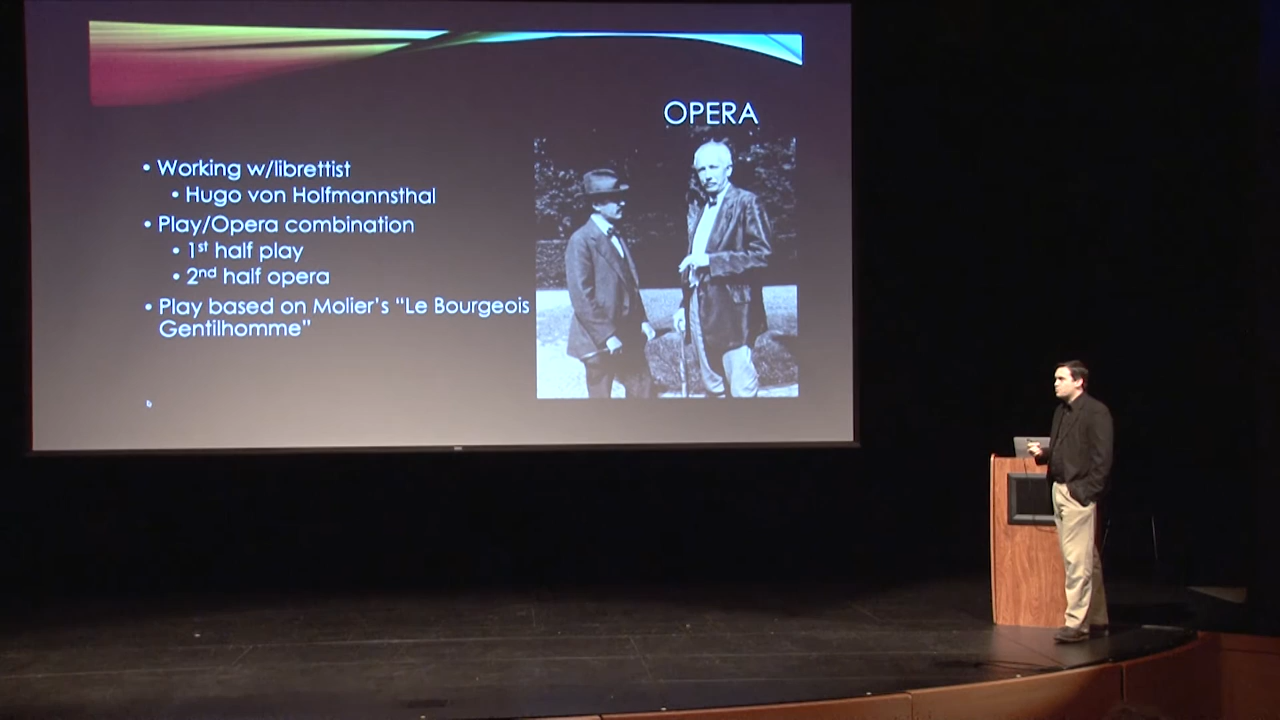 OPERA
• Working w/librettist
• Hugo von Holfmannsthal
• Play/Opera combination
• 1st half play
• 2nd half opera
• Play based on Molier's “Le Bourgeois
Gentilhomme”